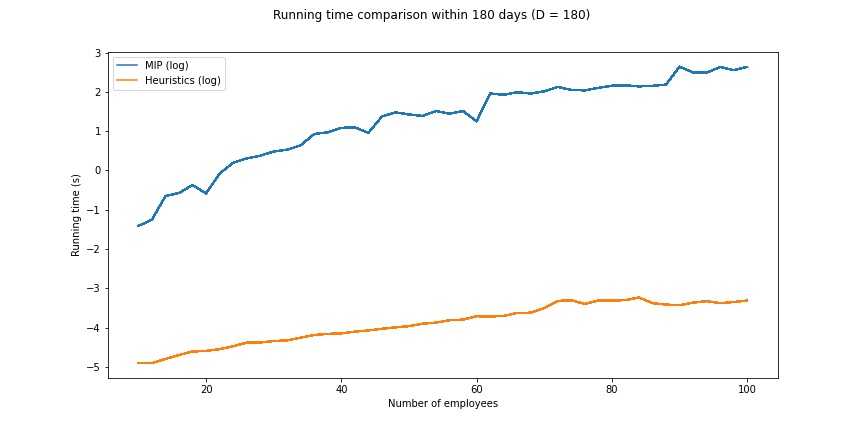 Running time comparison within 180 days (D = 180)
MIP (log)
Heuristics (log)
Running time (s)
3
2
1
0
−1
−2
−3
−4
−5
20
40
60
80
100
Number of employees